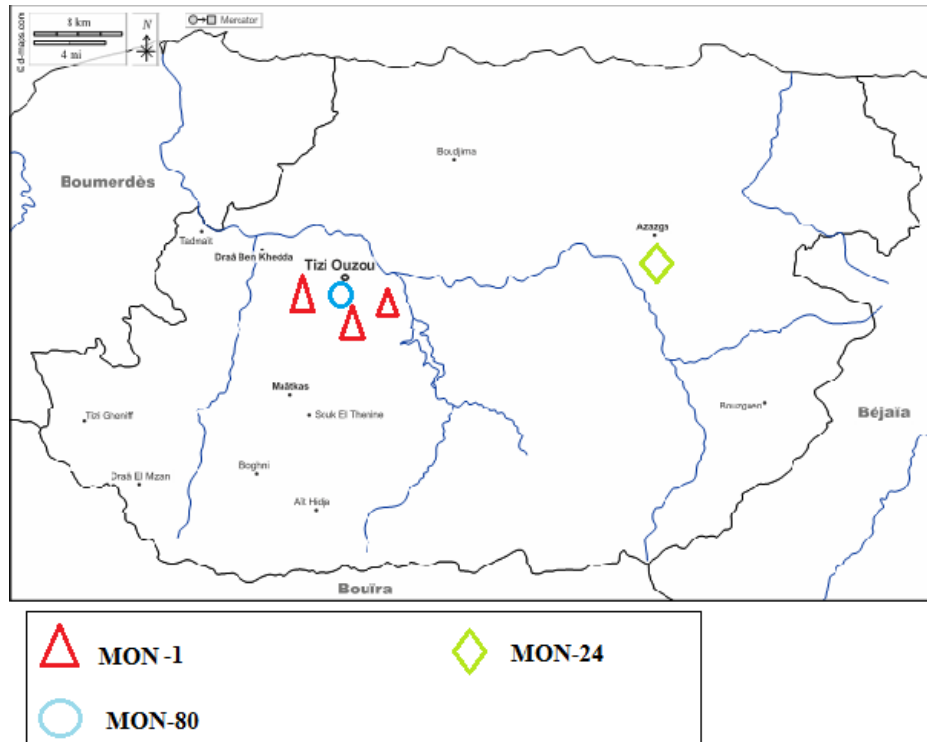 8 km
4 mi
N
Mercator
© d-maps.com
Boudjima
Boumerdès
Tadmaït
Azazga
Draâ Ben Khedda
Tizi Ouzou
Maâtkas
Souk El Thenine
Tizi Gheniff
Bouzguen
Béjaïa
Boghni
Draâ El Mizan
Aït Hidja
Bouïra
MON -1
MON-24
MON-80